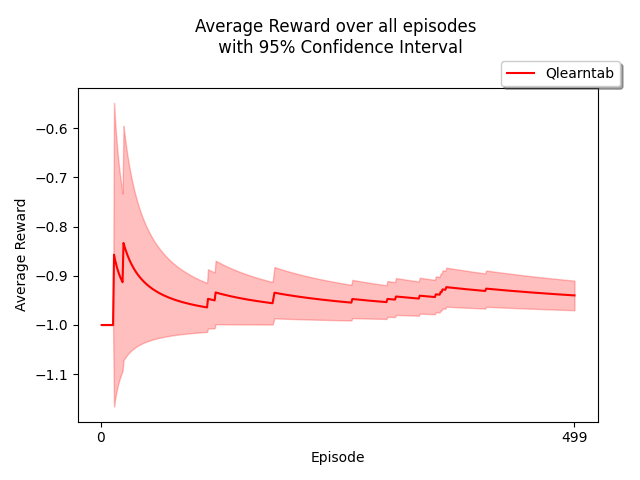 Average Reward over all episodes
with 95% Confidence Interval
Qlearntab
−0.6
−0.7
−0.8
−0.9
−1.0
−1.1
Average Reward
0
499
Episode